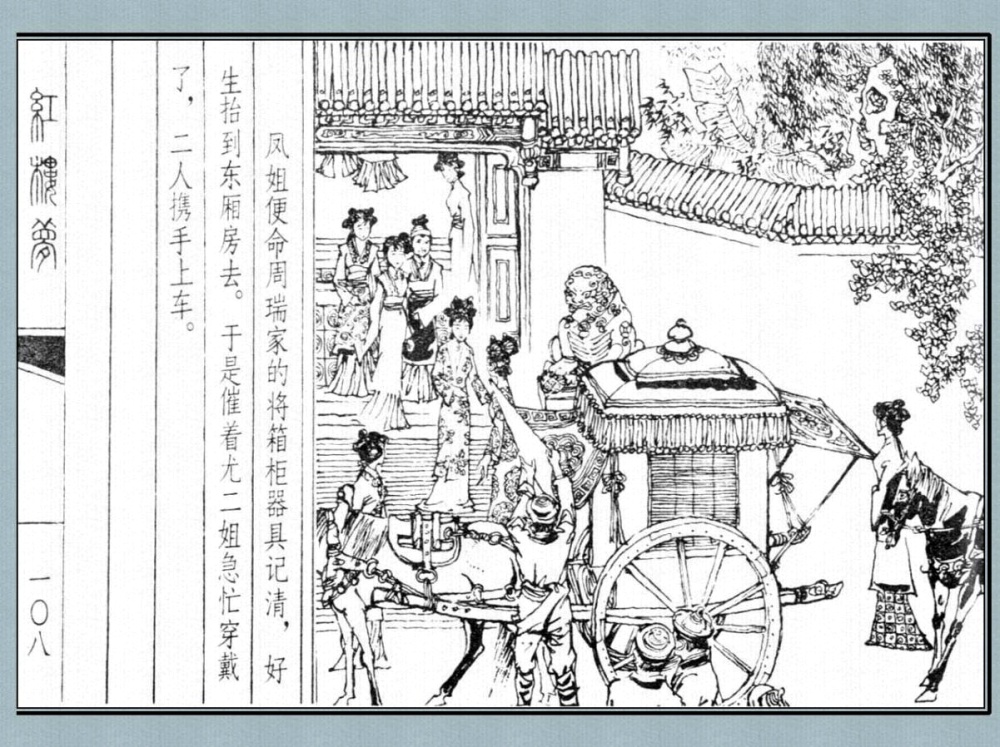 凤姐便命周瑞家的将箱柜器具记清，好
生抬到东厢房去。于是催着尤二姐急忙穿戴
了，二人携手上车。
紅樓夢
一〇八